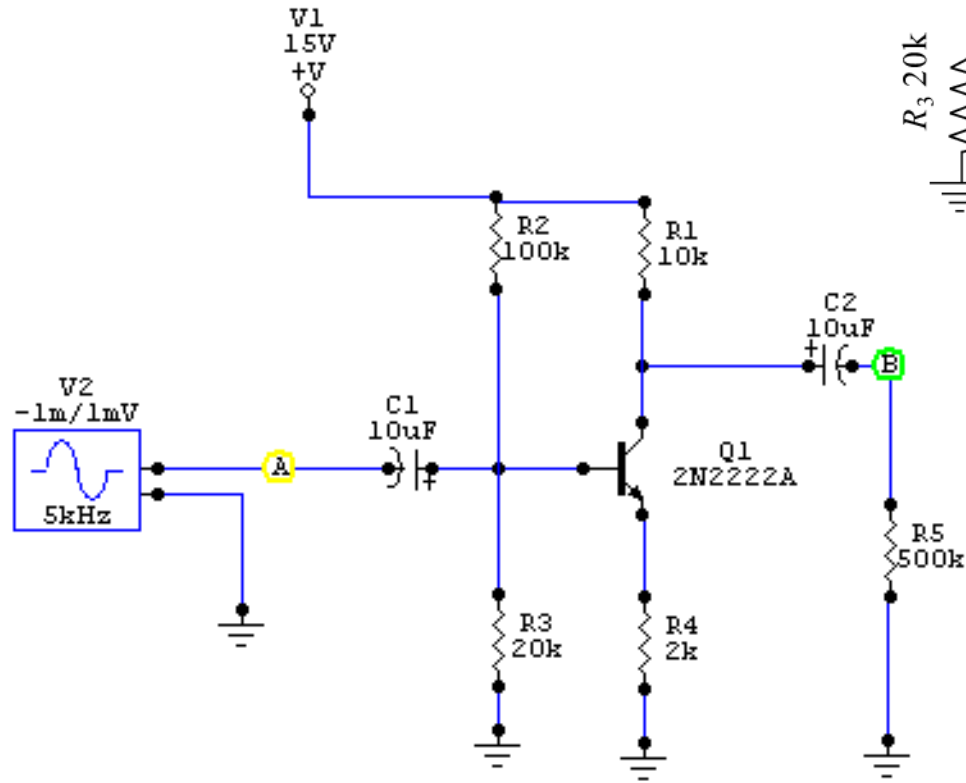 V1
15V
+V
R₃ 20k
R2
100k
R1
10k
C2
10uF
+
B
V2
-1m/1mV
5kHz
A
C1
10uF
+
Q1
2N2222A
R5
500k
R3
20k
R4
2k